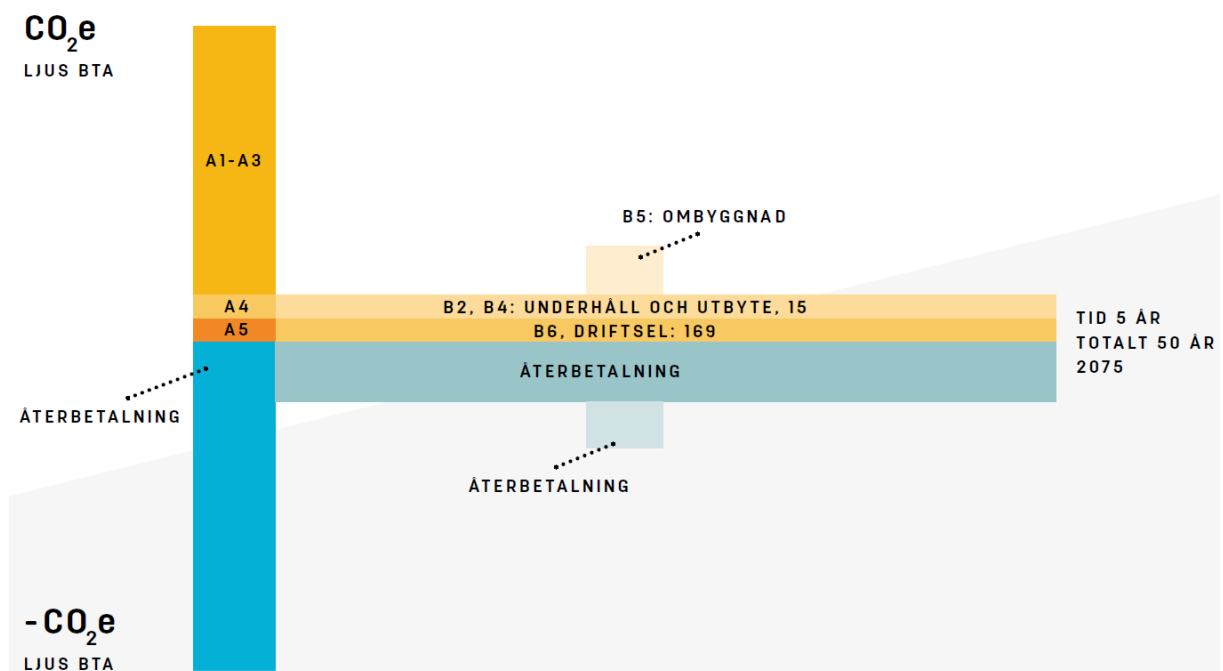 CO2e
LJUS BTA
A1-A3
B5: OMBYGGNAD
A4
B2, B4: UNDERHÅLL OCH UTBYTE, 15
A5
B6, DRIFTSEL: 169
TID 5 ÅR
TOTALT 50 ÅR
2075
ÅTERBETALNING
ÅTERBETALNING
ÅTERBETALNING
-CO2e
LJUS BTA